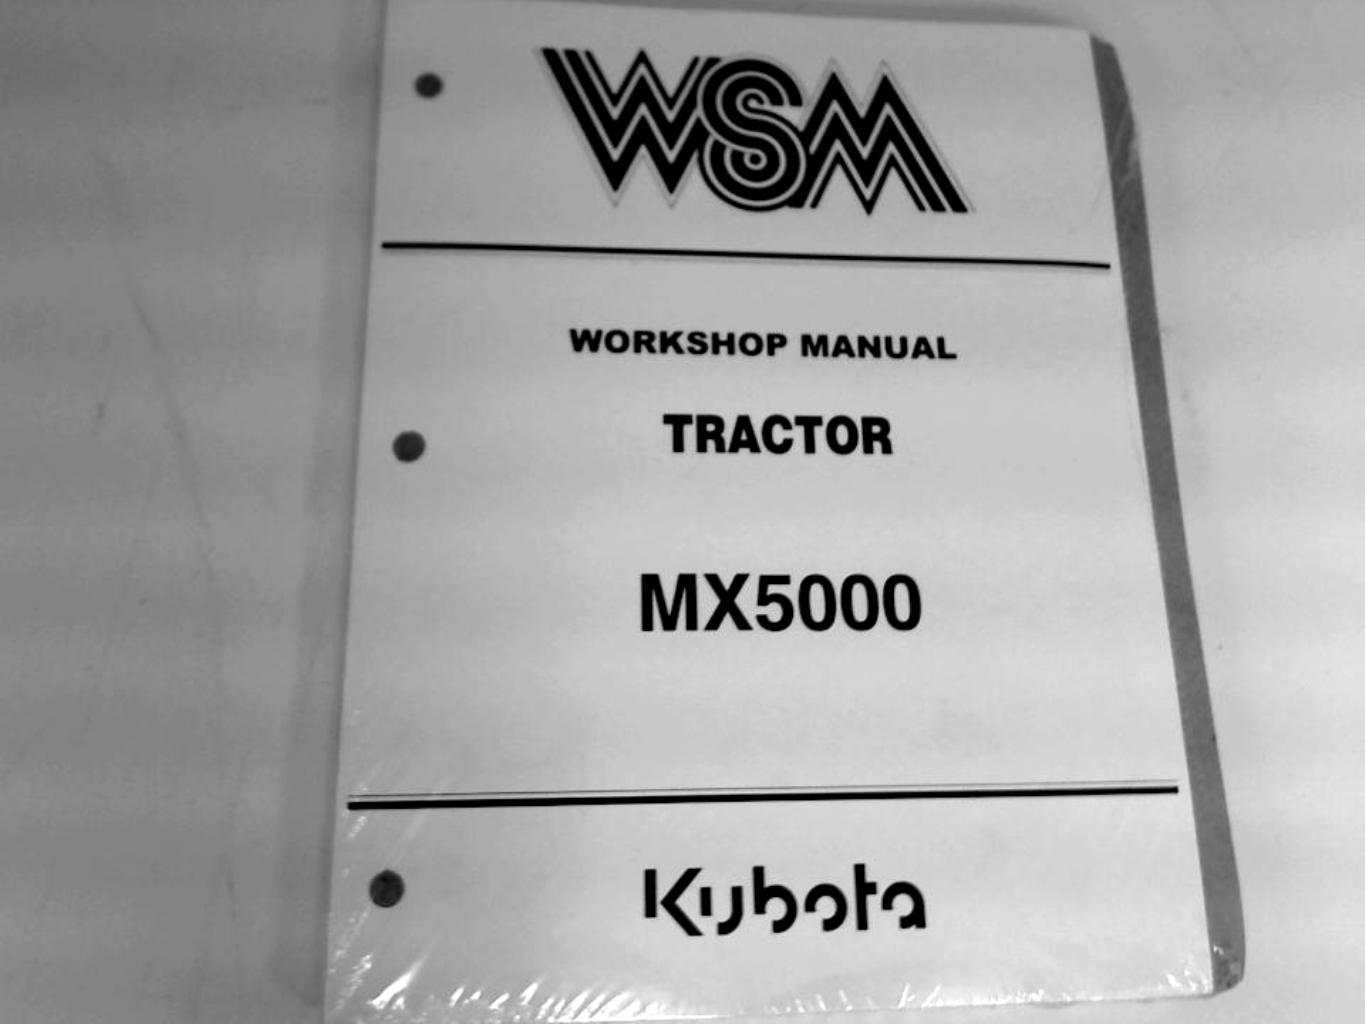 WSM
WORKSHOP MANUAL
TRACTOR
MX5000
Kubota